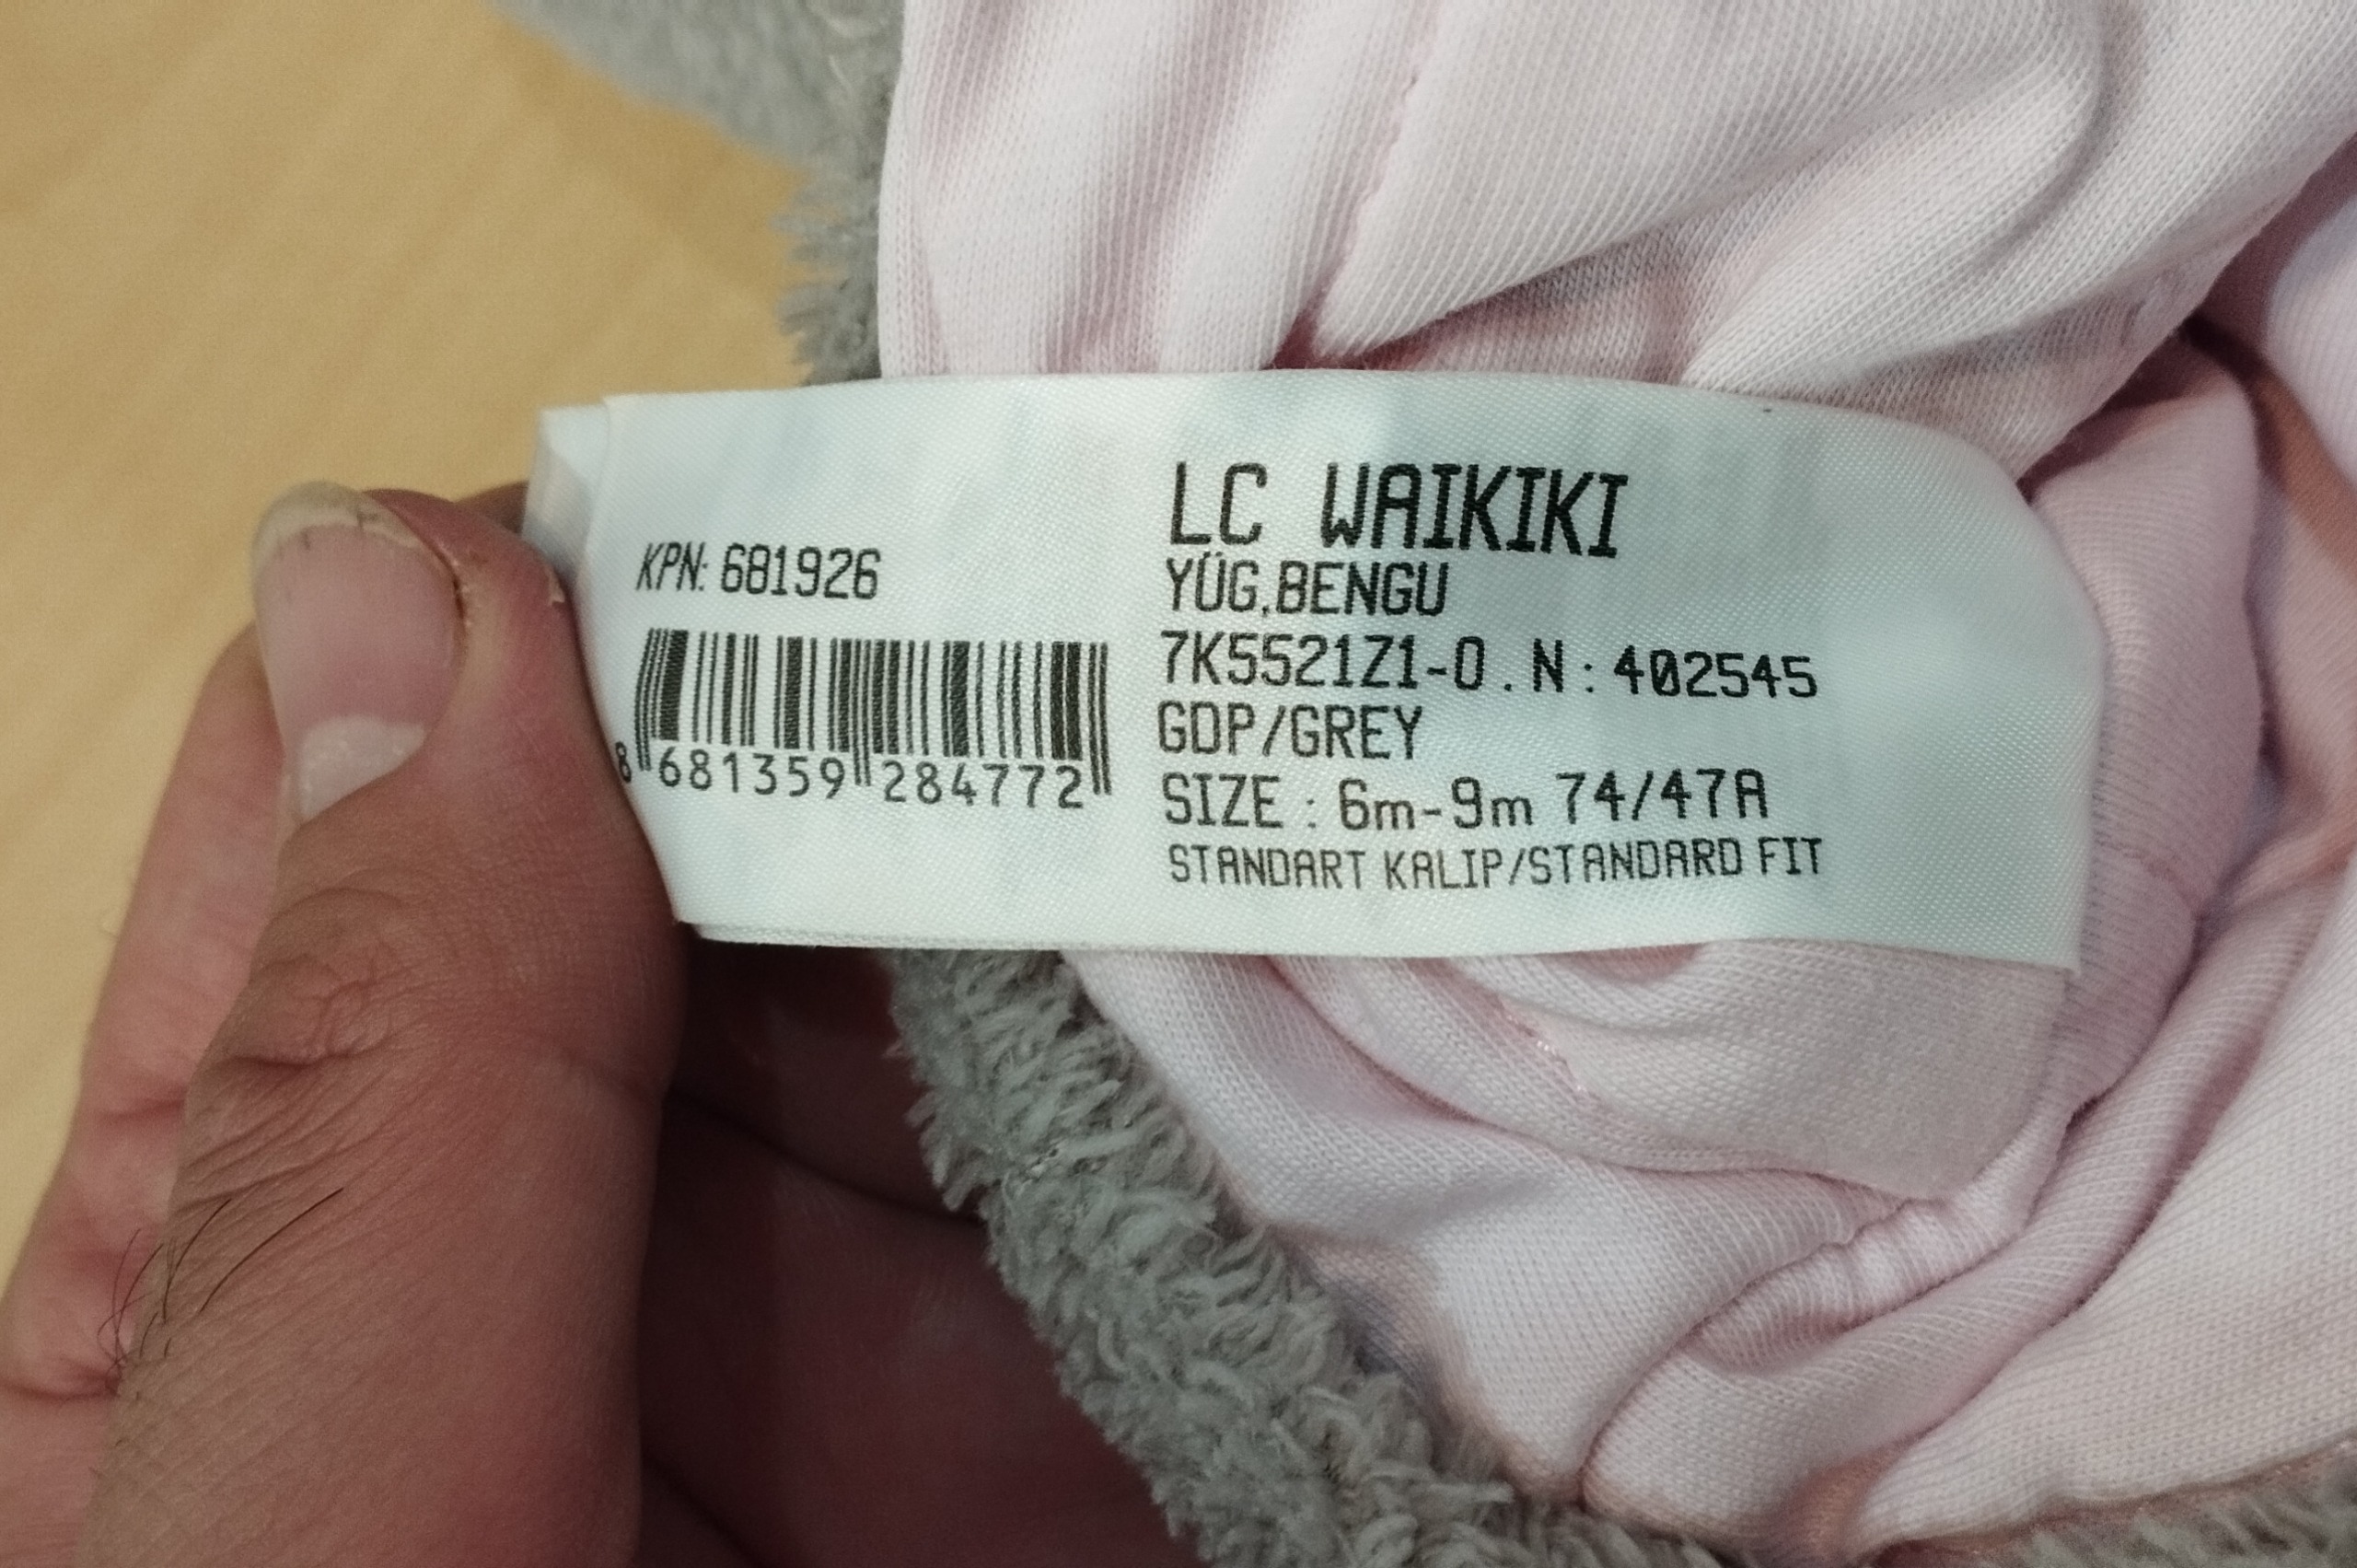 KPN: 681926
8 681359 284772
LC WAIKIKI
YÜG.BENGU
7K5521Z1-O.N:402545
GDP/GREY
SIZE : 6m-9m 74/47A
STANDART KALIP/STANDARD FIT